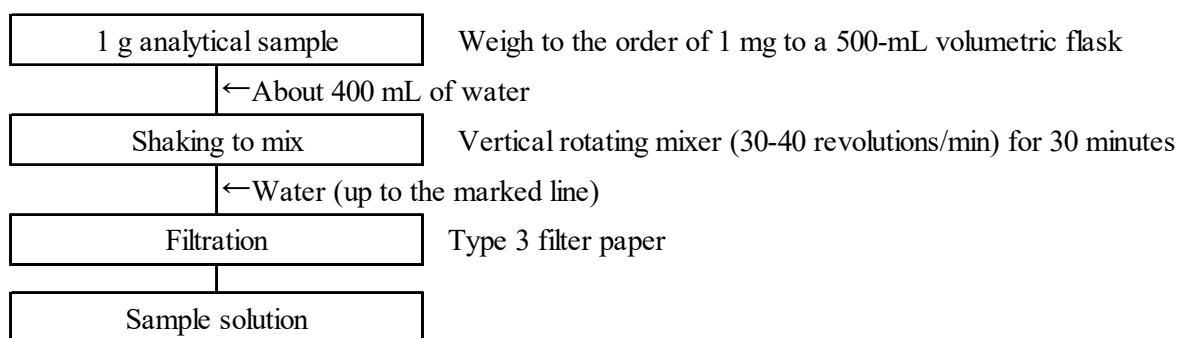 1 g analytical sample Weigh to the order of 1 mg to a 500-mL volumetric flask
←About 400 mL of water
Shaking to mix Vertical rotating mixer (30-40 revolutions/min) for 30 minutes
←Water (up to the marked line)
Filtration Type 3 filter paper
Sample solution